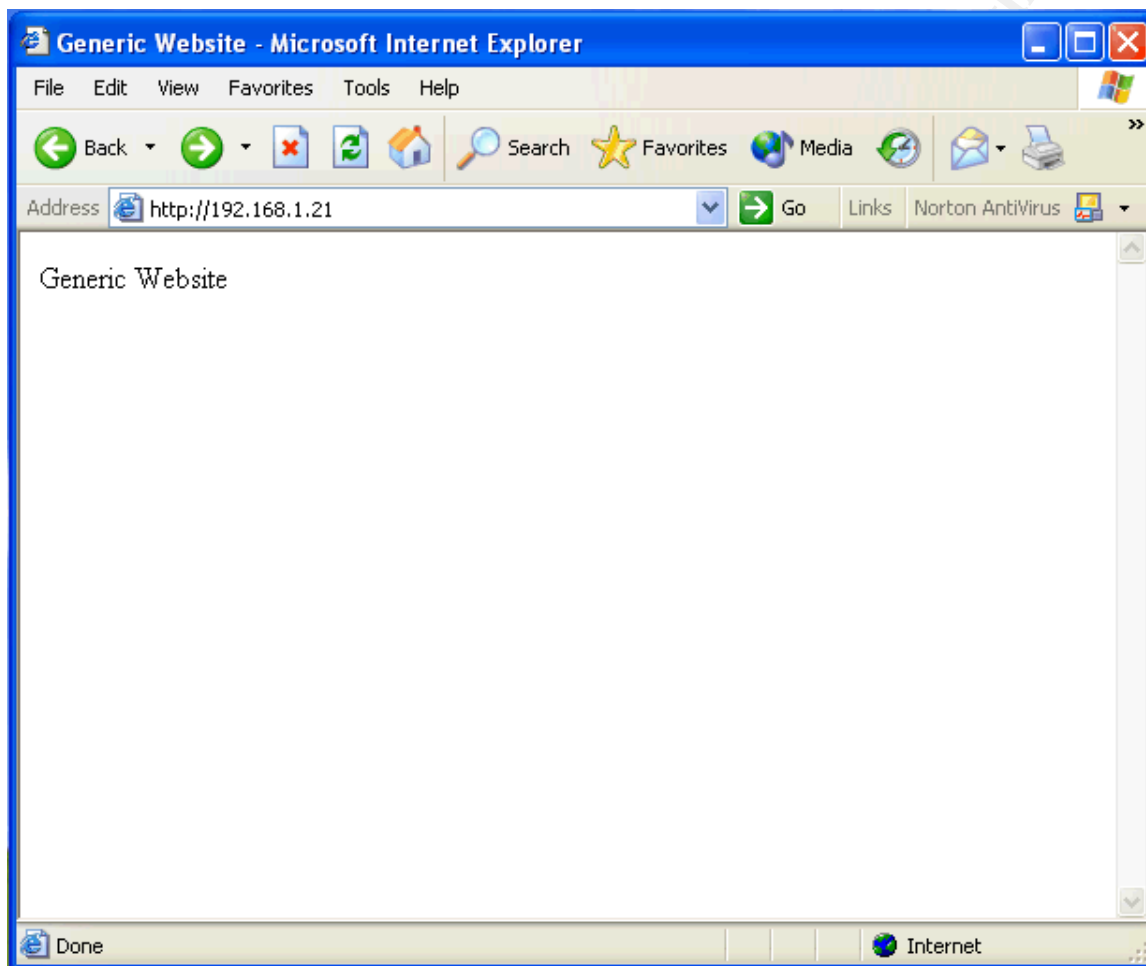 Generic Website - Microsoft Internet Explorer
File Edit View Favorites Tools Help
Back Search Favorites Media »
Address http://192.168.1.21 Go Links Norton AntiVirus
Generic Website
Done Internet